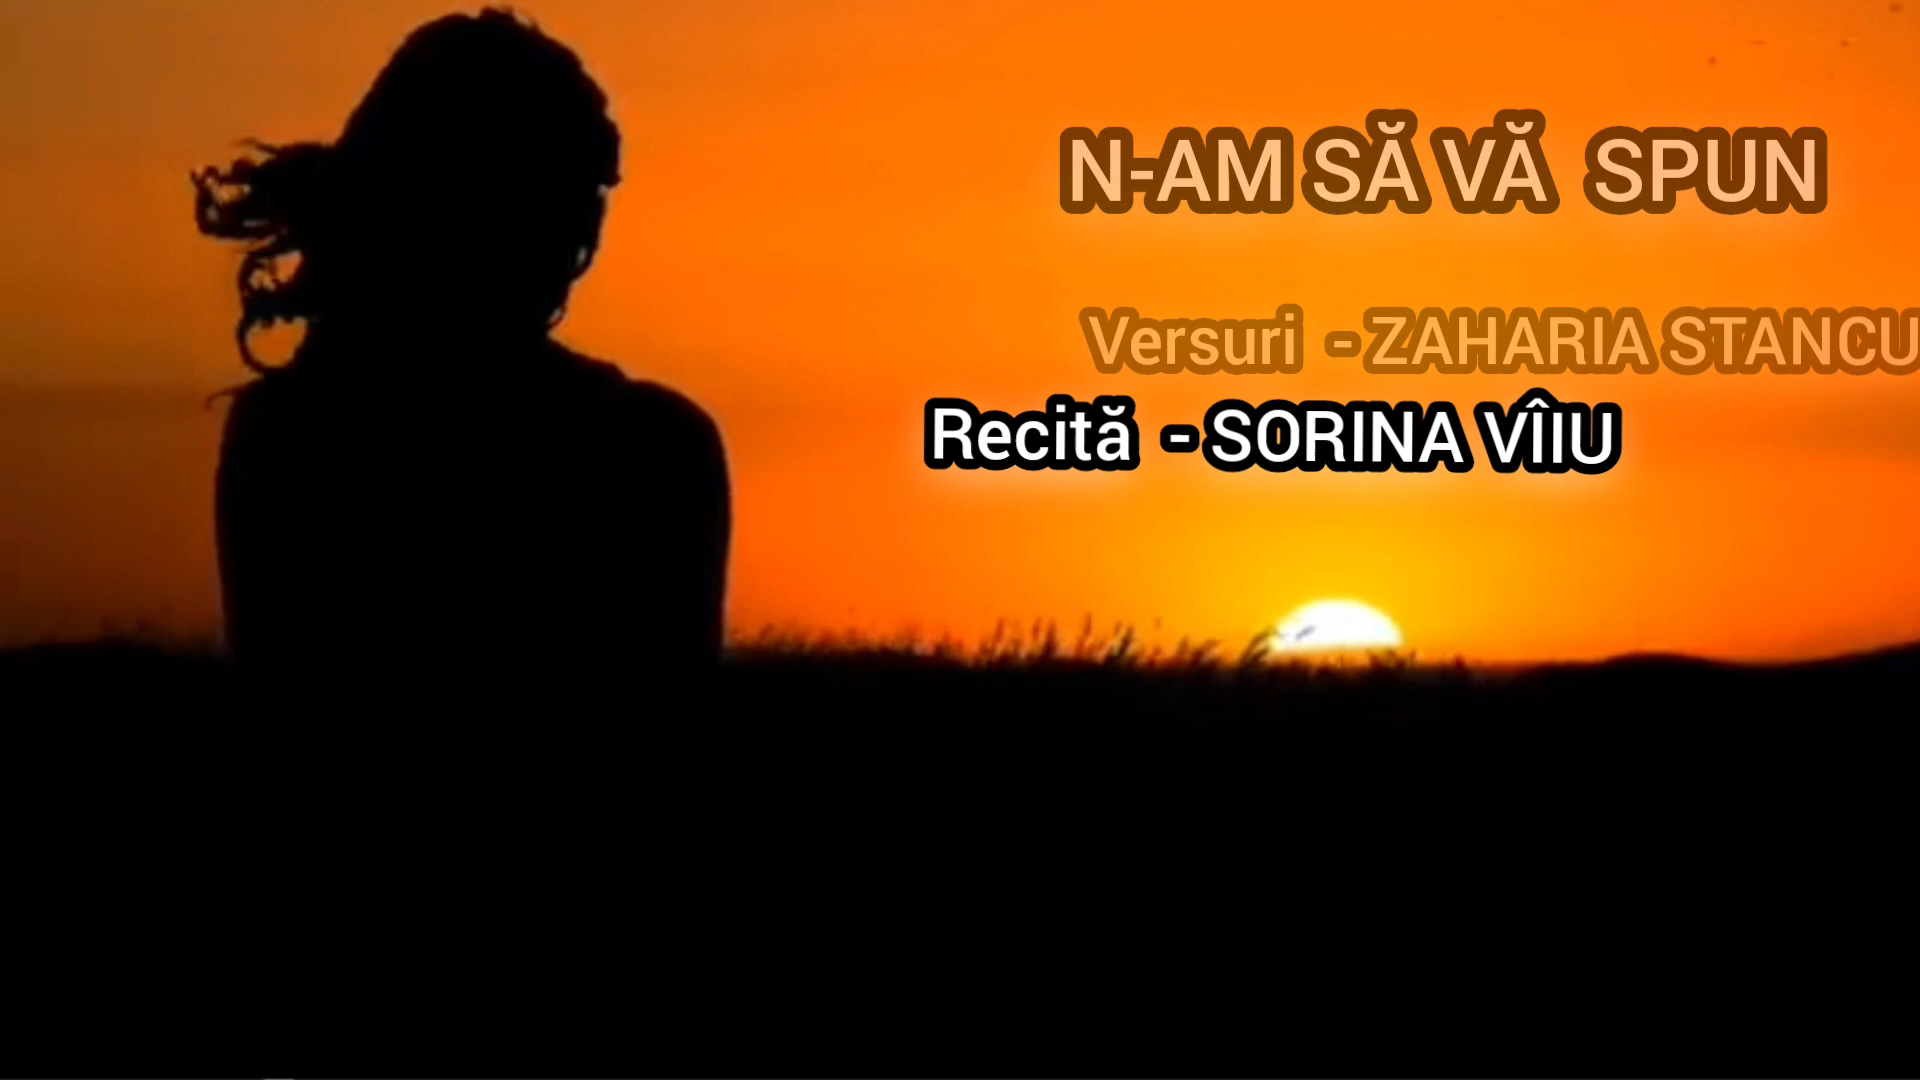 N-AM SĂ VĂ SPUN
Versuri - ZAHARIA STANCU
Recită - SORINA VÎIU